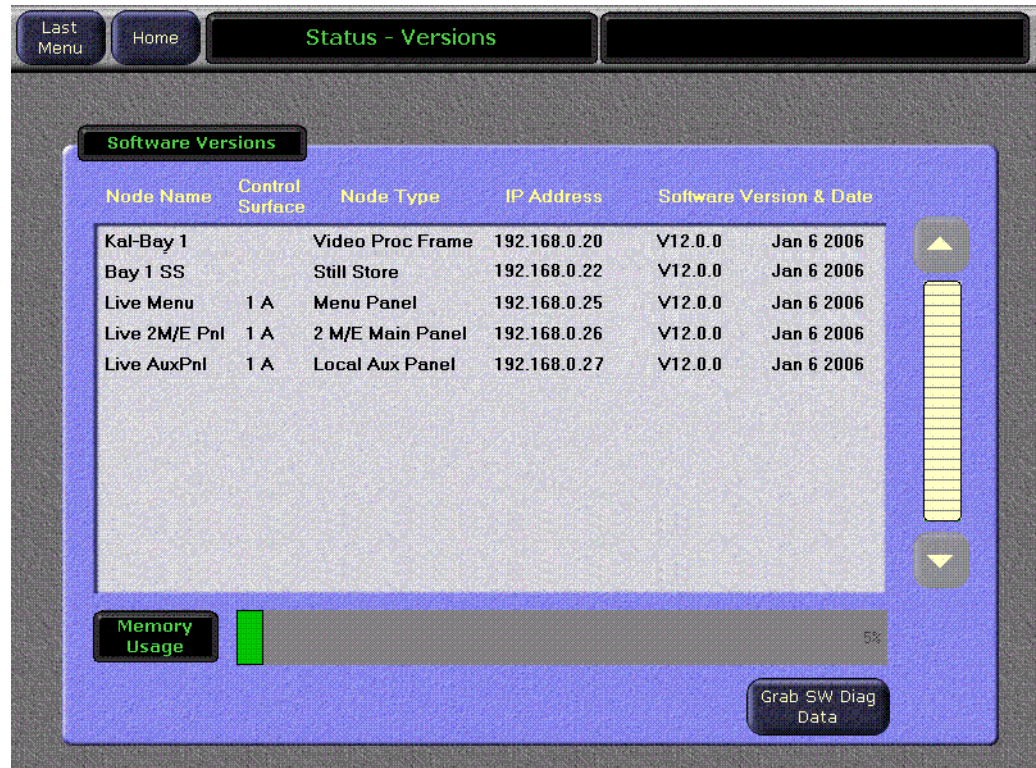 Last Menu
Home
Status - Versions
Software Versions
Node Name Control Surface Node Type IP Address Software Version & Date
Kal-Bay 1 Video Proc Frame 192.168.0.20 V12.0.0 Jan 6 2006
Bay 1 SS Still Store 192.168.0.22 V12.0.0 Jan 6 2006
Live Menu 1 A Menu Panel 192.168.0.25 V12.0.0 Jan 6 2006
Live 2M/E Pnl 1 A 2 M/E Main Panel 192.168.0.26 V12.0.0 Jan 6 2006
Live AuxPnl 1 A Local Aux Panel 192.168.0.27 V12.0.0 Jan 6 2006
Memory Usage
5%
Grab SW Diag Data